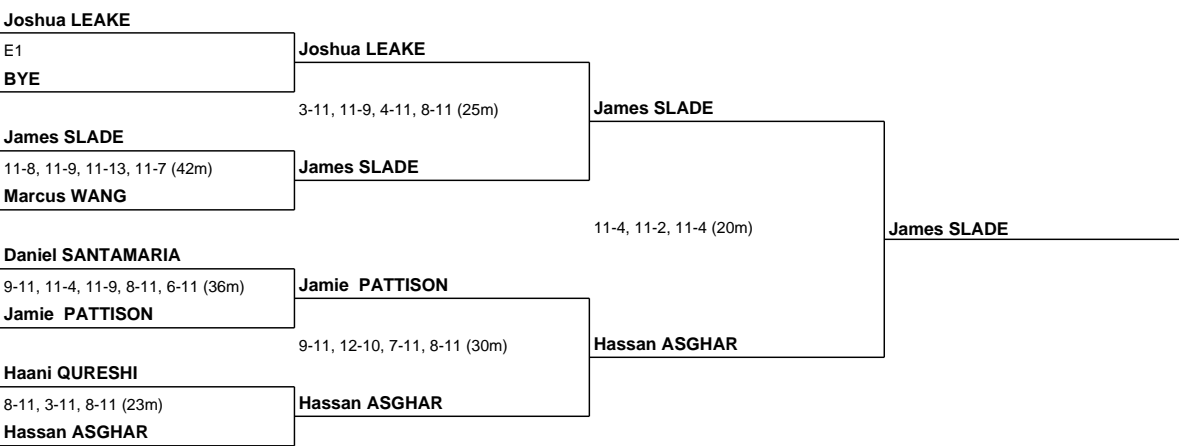 Joshua LEAKE
E1
BYE
James SLADE
11-8, 11-9, 11-13, 11-7 (42m)
Marcus WANG
Daniel SANTAMARIA
9-11, 11-4, 11-9, 8-11, 6-11 (36m)
Jamie  PATTISON
Haani QURESHI
8-11, 3-11, 8-11 (23m)
Hassan ASGHAR
Joshua LEAKE
3-11, 11-9, 4-11, 8-11 (25m)
James SLADE
Jamie  PATTISON
9-11, 12-10, 7-11, 8-11 (30m)
Hassan ASGHAR
James SLADE
11-4, 11-2, 11-4 (20m)
Hassan ASGHAR
James SLADE